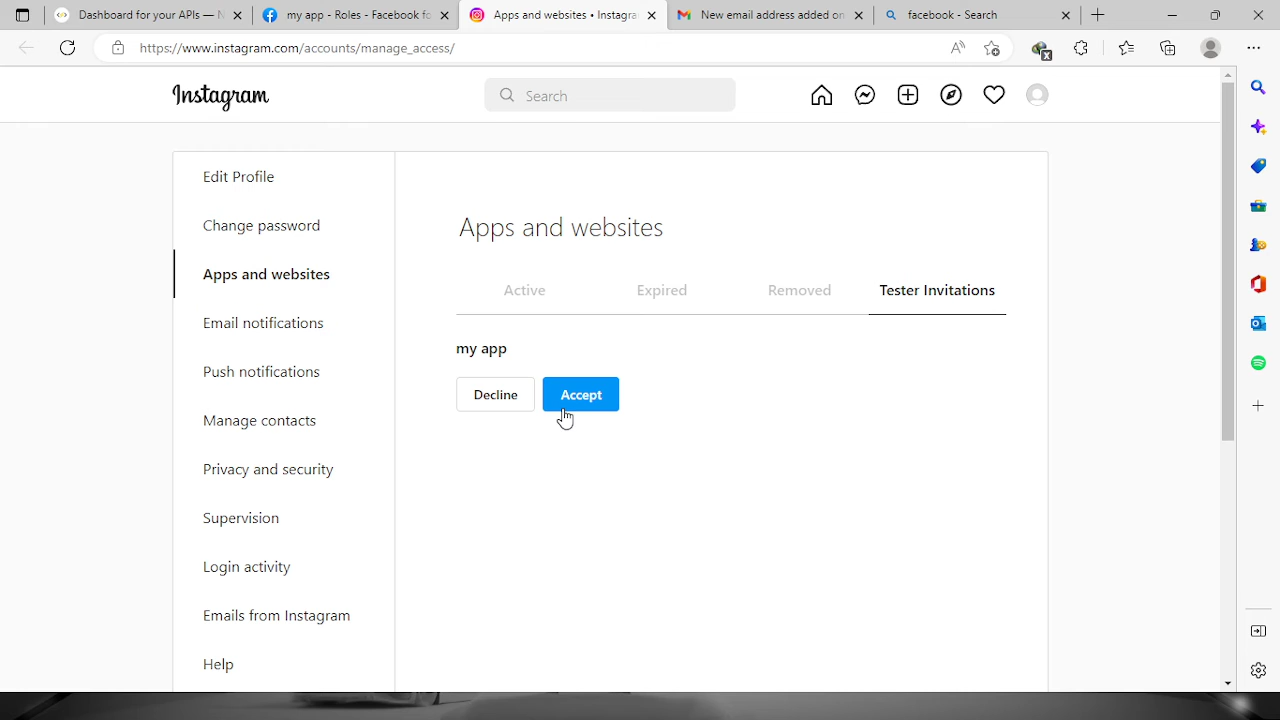 Dashboard for your APIs — N
my app - Roles - Facebook fo
Apps and websites • Instagra
New email address added on
facebook - Search
https://www.instagram.com/accounts/manage_access/
Instagram
Search
Edit Profile
Change password
Apps and websites
Email notifications
Push notifications
Manage contacts
Privacy and security
Supervision
Login activity
Emails from Instagram
Help
Apps and websites
Active
Expired
Removed
Tester Invitations
my app
Decline
Accept